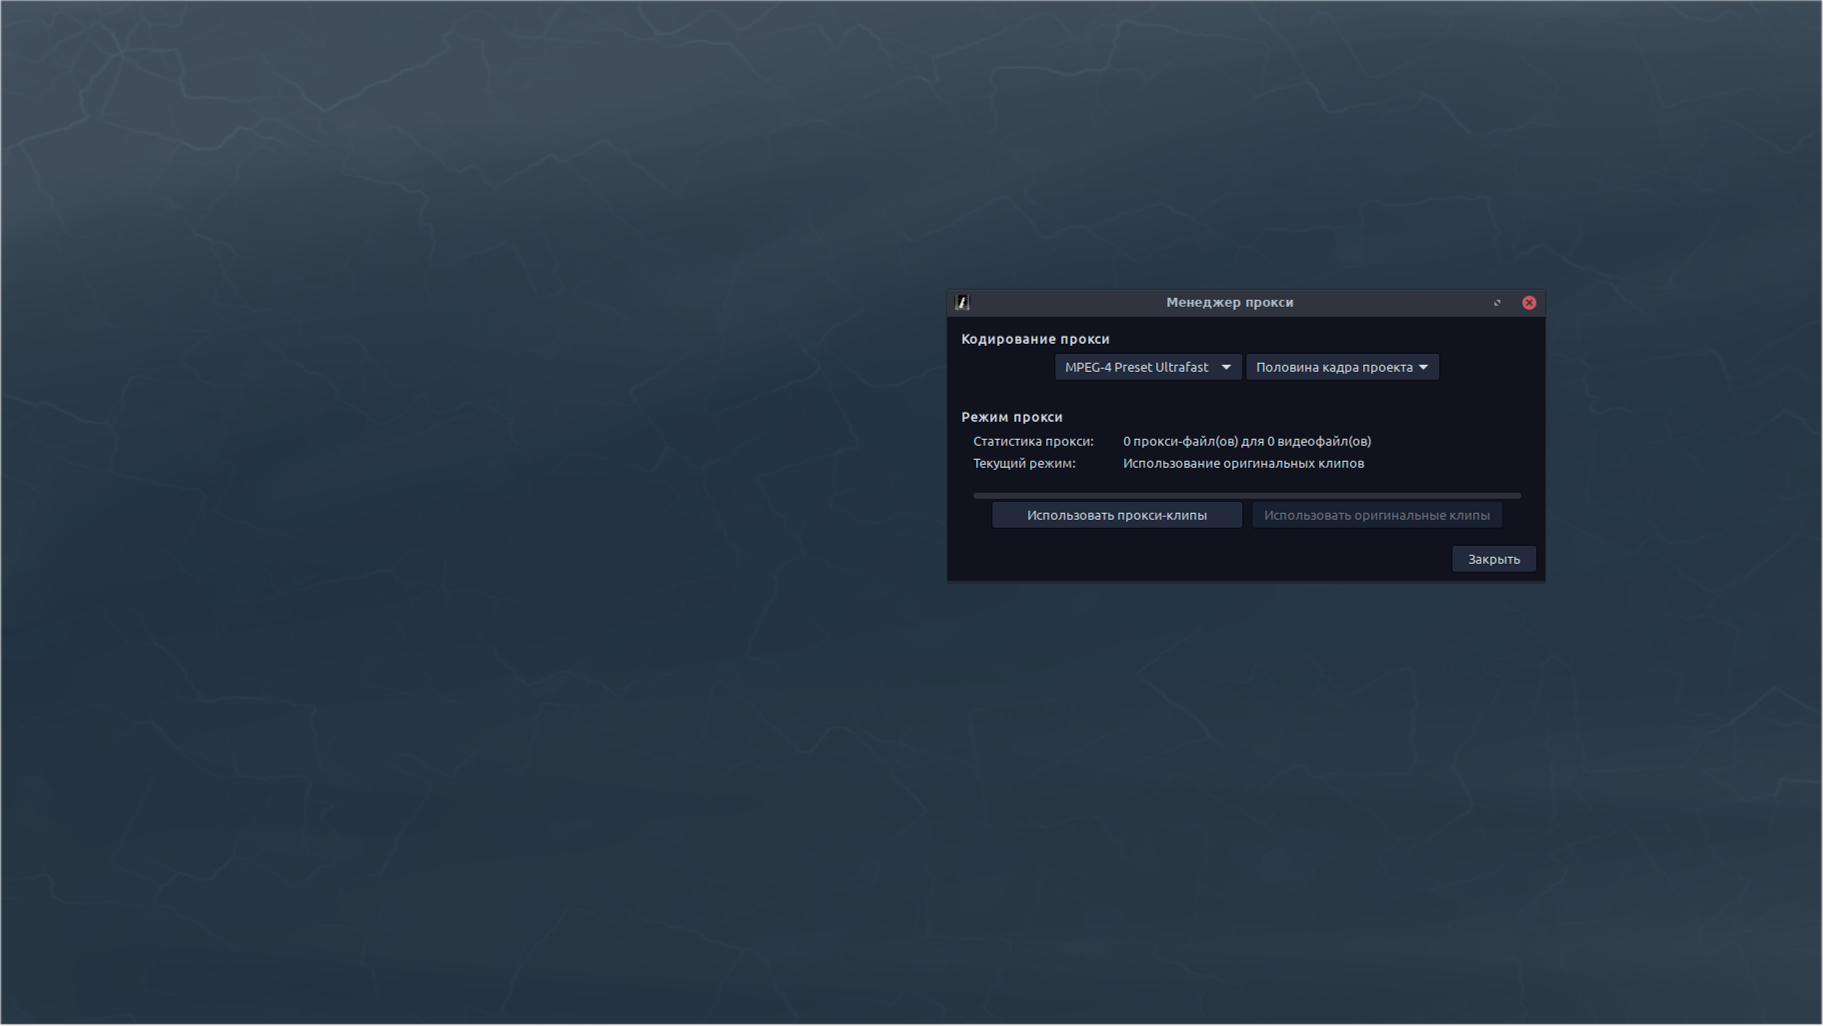 Менеджер прокси
Кодирование прокси
MPEG-4 Preset Ultrafast Половина кадра проекта
Режим прокси
Статистика прокси: 0 прокси-файл(ов) для 0 видеофайл(ов)
Текущий режим: Использование оригинальных клипов
Использовать прокси-клипы Использовать оригинальные клипы
Закрыть